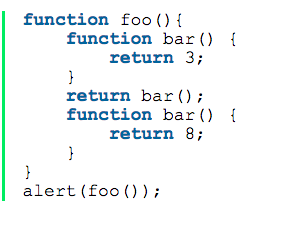 function foo(){
    function bar() {
        return 3;
    }
    return bar();
    function bar() {
        return 8;
    }
}
alert(foo());